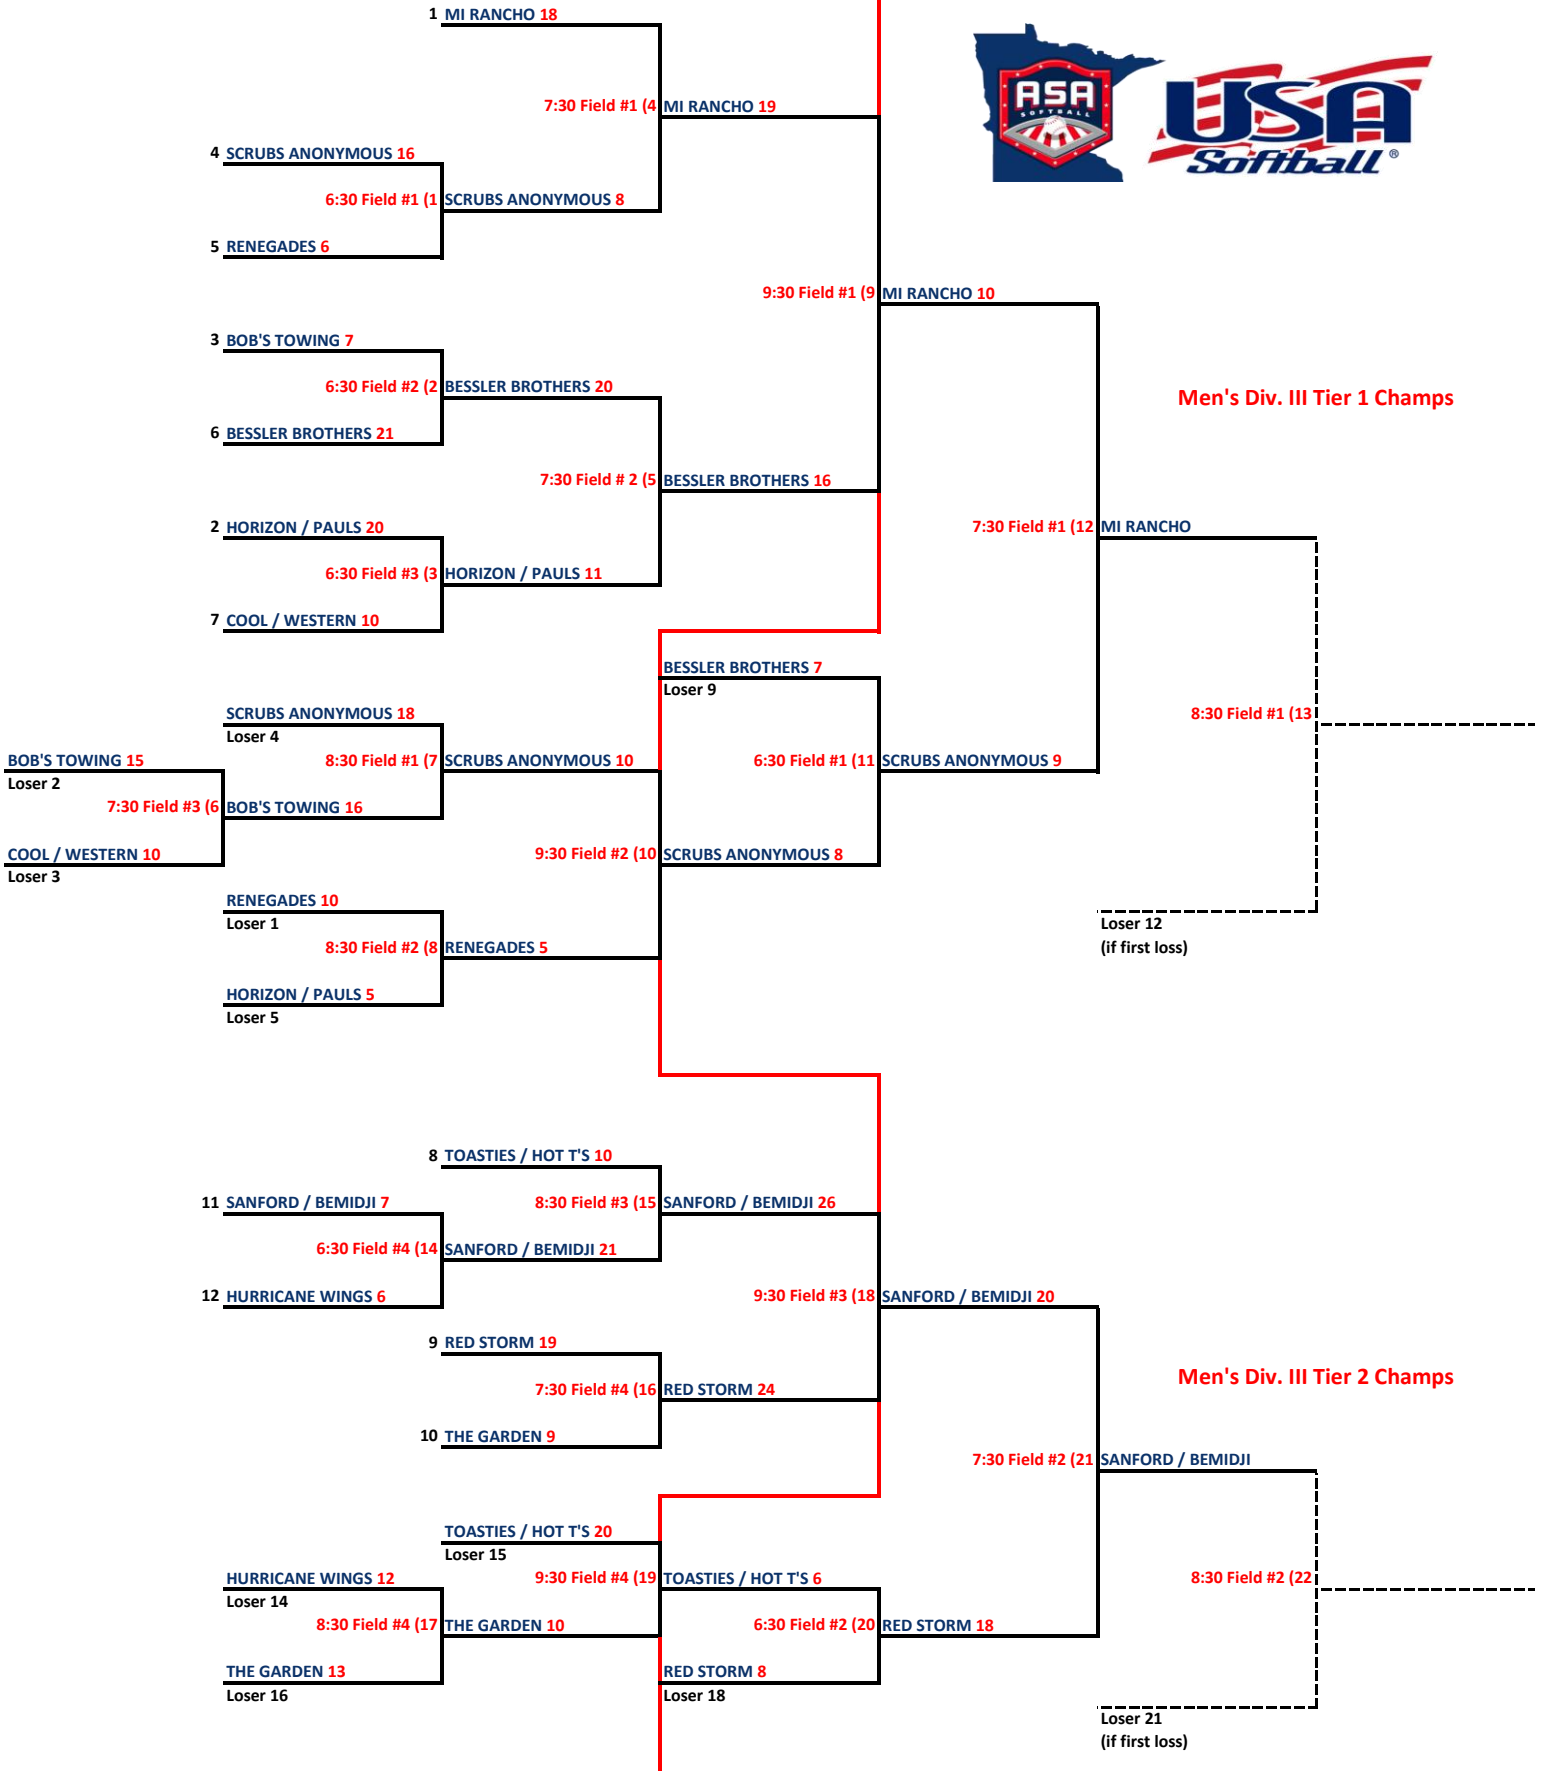 1 MI RANCHO 18
ASA
SOFTBALL
USA
Softball®
7:30 Field #1 (4 MI RANCHO 19
4 SCRUBS ANONYMOUS 16
6:30 Field #1 (1 SCRUBS ANONYMOUS 8
5 RENEGADES 6
9:30 Field #1 (9 MI RANCHO 10
3 BOB'S TOWING 7
6:30 Field #2 (2 BESSLER BROTHERS 20
Men's Div. III Tier 1 Champs
6 BESSLER BROTHERS 21
7:30 Field # 2 (5 BESSLER BROTHERS 16
2 HORIZON / PAULS 20
7:30 Field #1 (12 MI RANCHO
6:30 Field #3 (3 HORIZON / PAULS 11
7 COOL / WESTERN 10
BESSLER BROTHERS 7
Loser 9
SCRUBS ANONYMOUS 18
8:30 Field #1 (13
Loser 4
BOB'S TOWING 15
8:30 Field #1 (7 SCRUBS ANONYMOUS 10
6:30 Field #1 (11 SCRUBS ANONYMOUS 9
Loser 2
7:30 Field #3 (6 BOB'S TOWING 16
COOL / WESTERN 10
9:30 Field #2 (10 SCRUBS ANONYMOUS 8
Loser 3
RENEGADES 10
Loser 1
Loser 12
(if first loss)
8:30 Field #2 (8 RENEGADES 5
HORIZON / PAULS 5
Loser 5
8 TOASTIES / HOT T'S 10
11 SANFORD / BEMIDJI 7
8:30 Field #3 (15 SANFORD / BEMIDJI 26
6:30 Field #4 (14 SANFORD / BEMIDJI 21
12 HURRICANE WINGS 6
9:30 Field #3 (18 SANFORD / BEMIDJI 20
9 RED STORM 19
Men's Div. III Tier 2 Champs
7:30 Field #4 (16 RED STORM 24
10 THE GARDEN 9
7:30 Field #2 (21 SANFORD / BEMIDJI
TOASTIES / HOT T'S 20
Loser 15
HURRICANE WINGS 12
9:30 Field #4 (19 TOASTIES / HOT T'S 6
8:30 Field #2 (22
Loser 14
8:30 Field #4 (17 THE GARDEN 10
6:30 Field #2 (20 RED STORM 18
THE GARDEN 13
RED STORM 8
Loser 16
Loser 18
Loser 21
(if first loss)